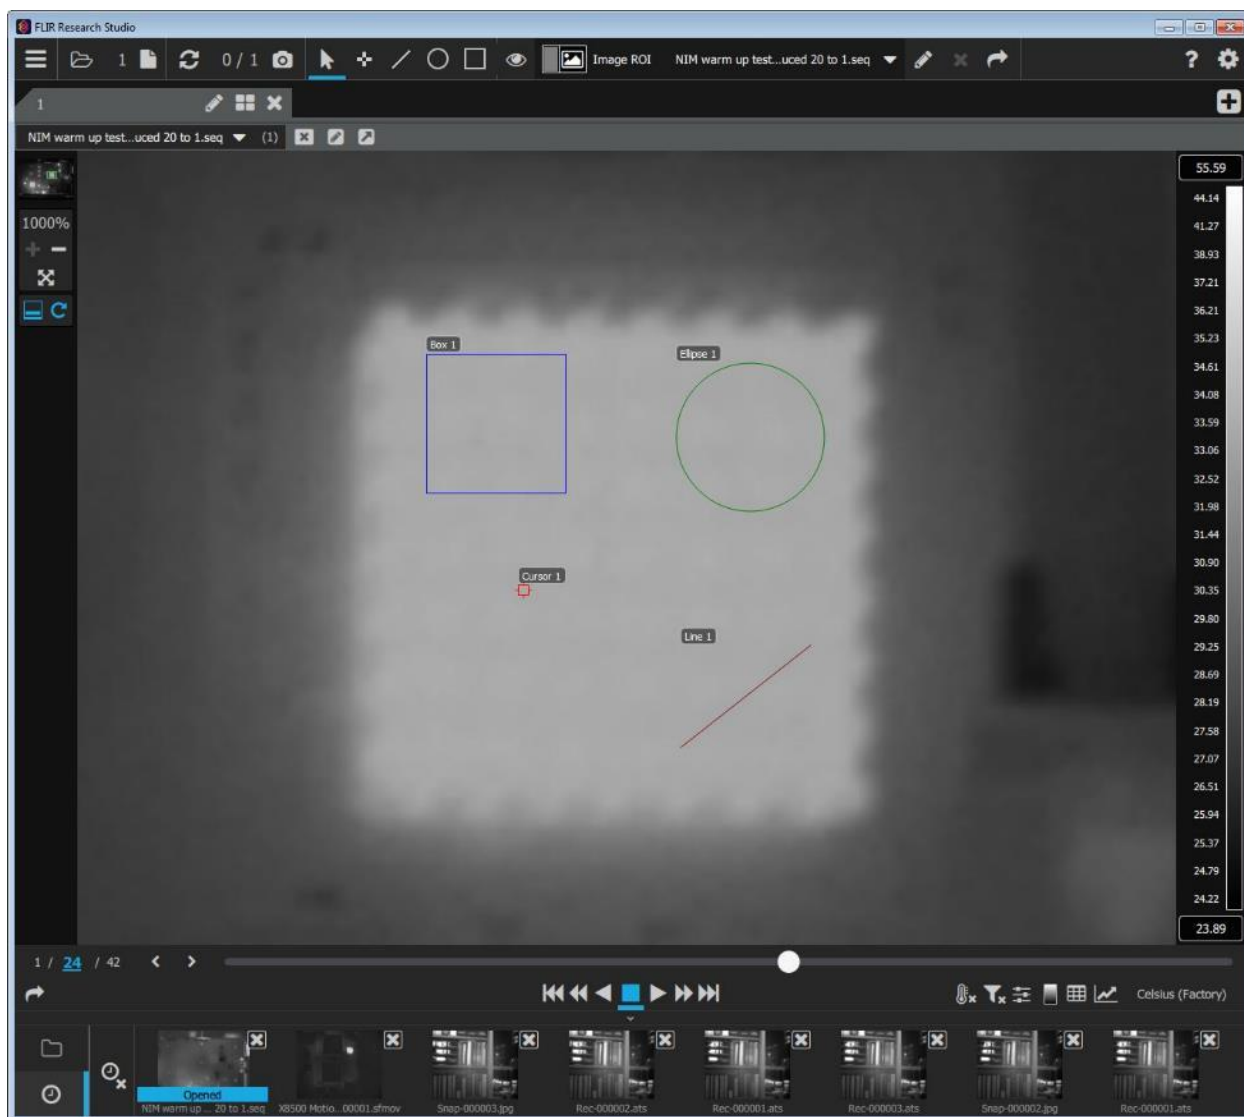 FLIR Research Studio
1 0 / 1 Image ROI NIM warm up test...uced 20 to 1.seq ?
1
NIM warm up test...uced 20 to 1.seq (1)
1000%
Box 1
Elipse 1
Cursor 1
Line 1
55.59
44.14
41.27
38.93
37.21
36.21
35.23
34.61
34.08
33.59
33.06
32.52
31.98
31.44
30.90
30.35
29.80
29.25
28.69
28.19
27.58
27.07
26.51
25.94
25.37
24.79
24.22
23.89
1 / 24 / 42
Celsius (Factory)
Opened
NIM warm up ... 20 to 1.seq X8500 Motio...00001.sfmov Snap-000003.jpg Rec-000002.ats Rec-000001.ats Rec-000003.ats Snap-000002.jpg Rec-000001.ats